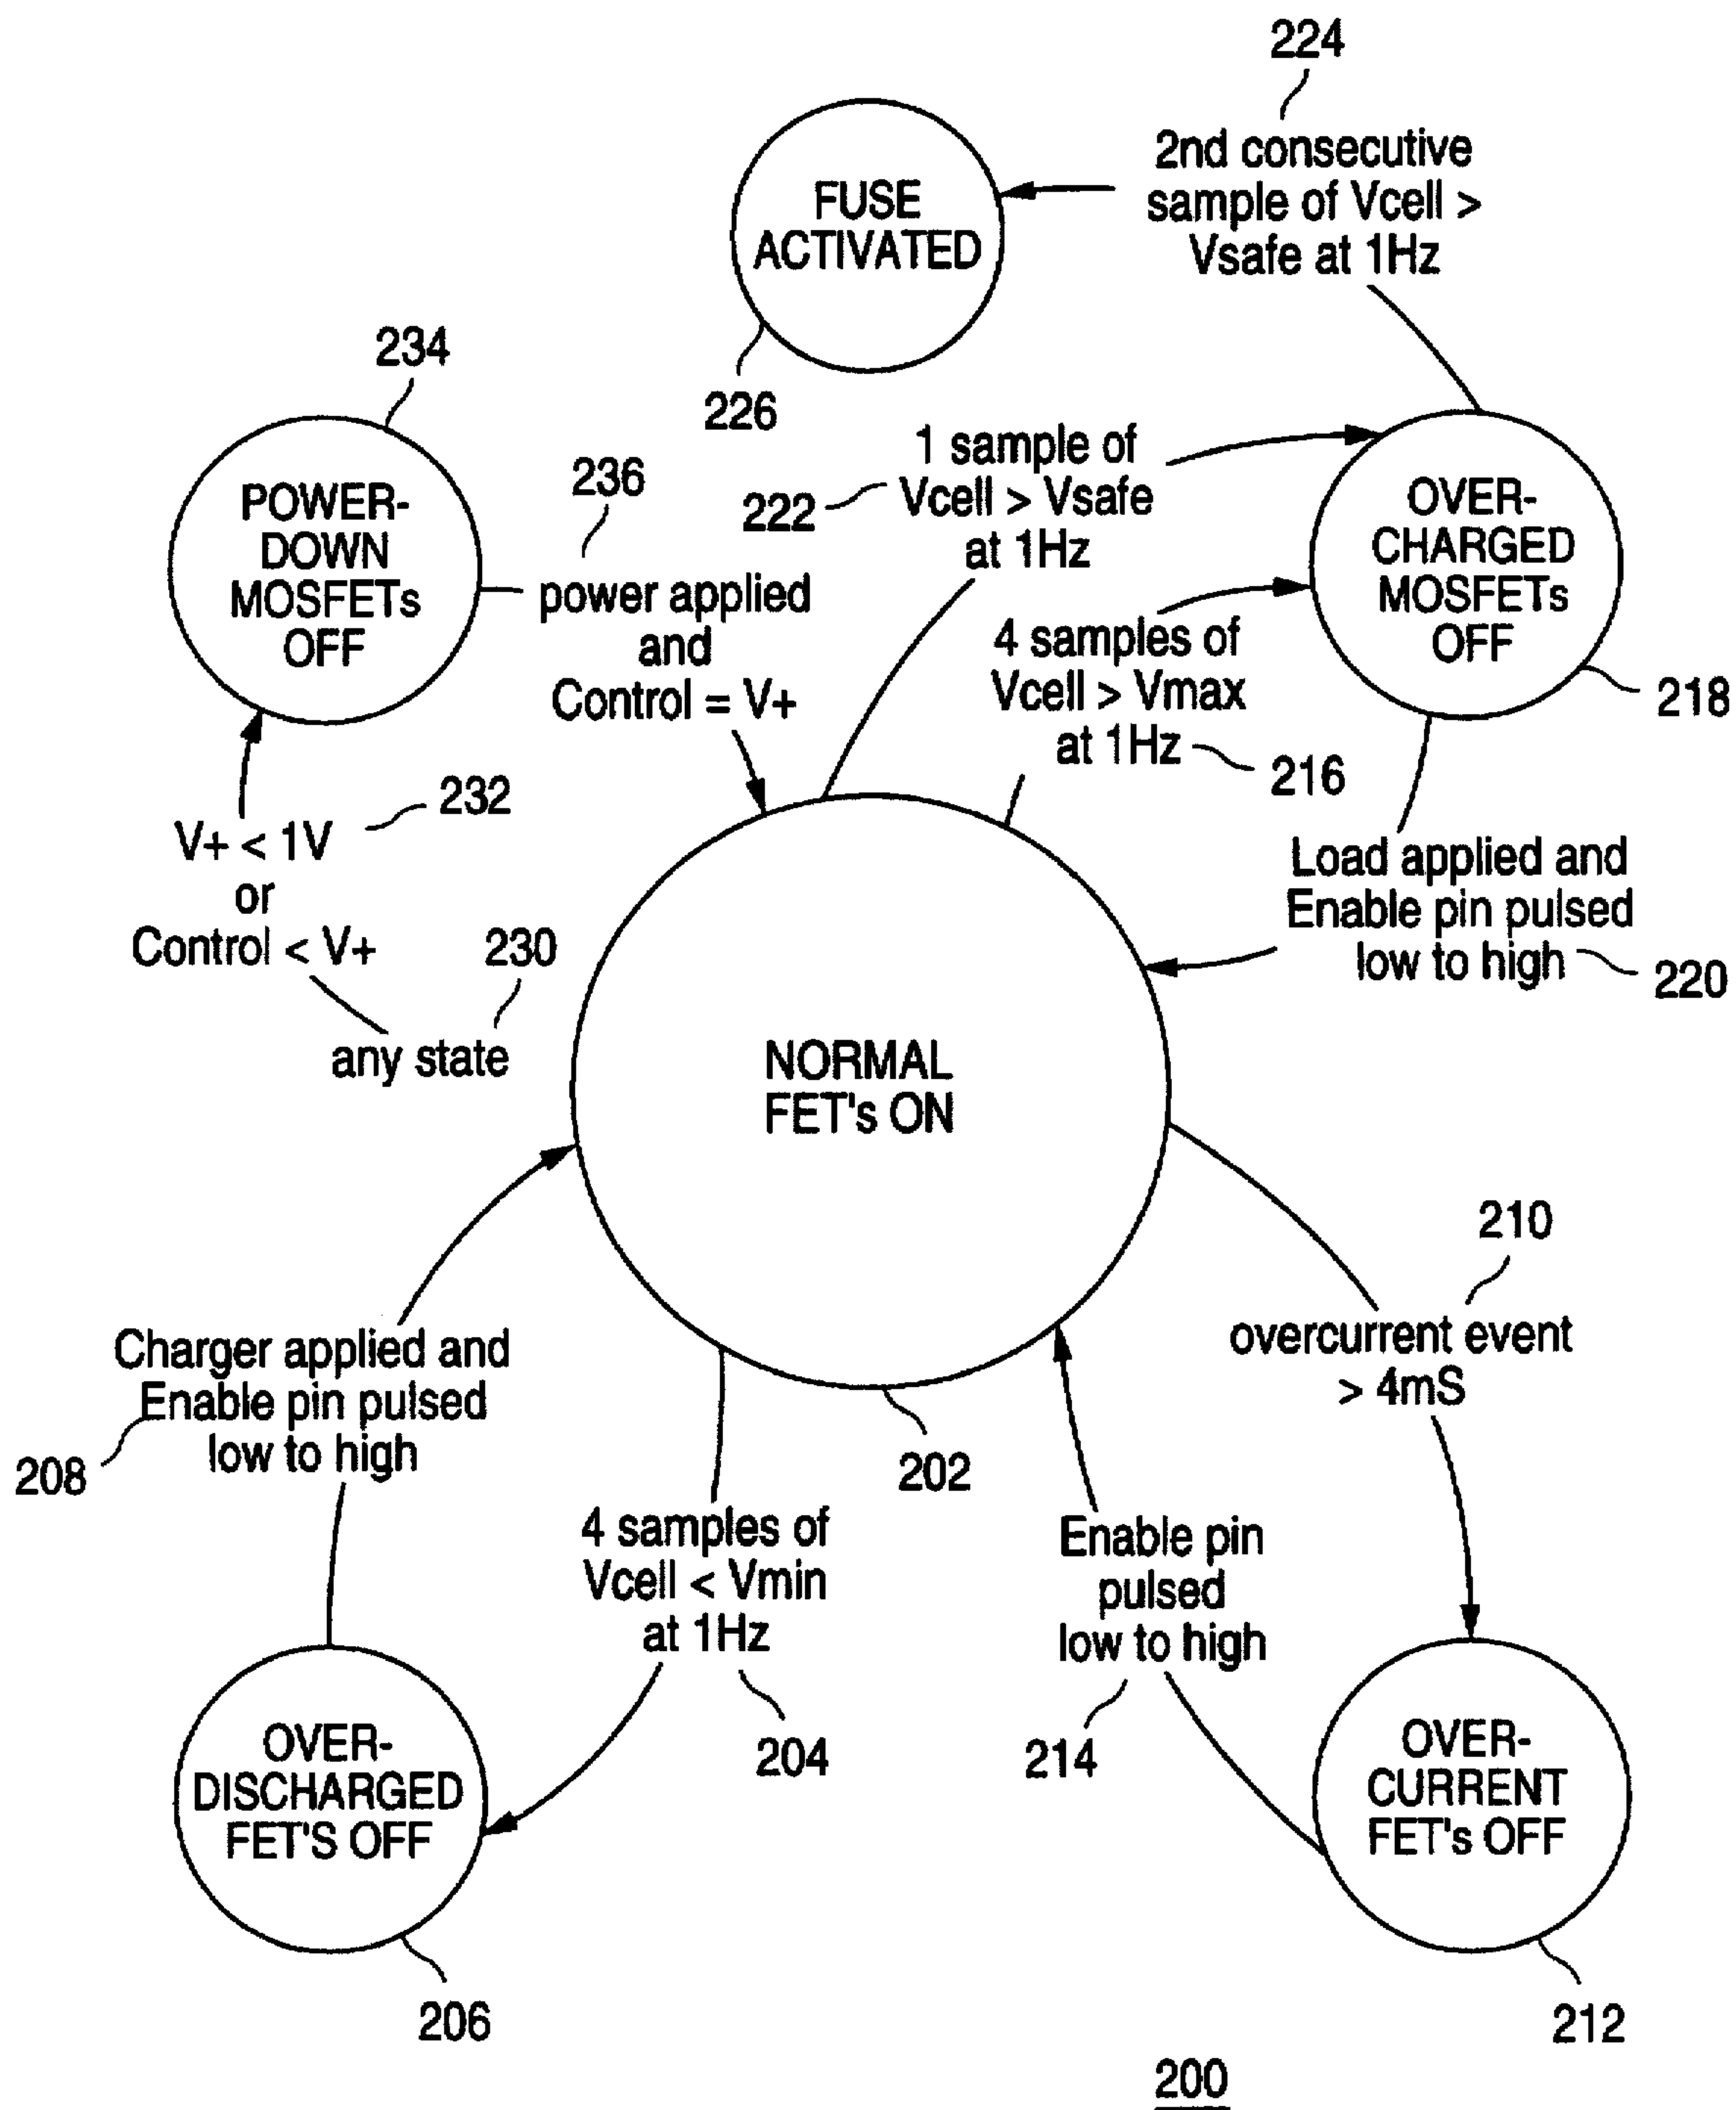 224
2nd consecutive
sample of Vcell >
Vsafe at 1Hz
FUSE
ACTIVATED
226
234
POWER-
DOWN
MOSFETs
OFF
236
power applied
and
Control = V+
1 sample of
Vcell > Vsafe
at 1Hz
222
4 samples of
Vcell > Vmax
at 1Hz
216
OVER-
CHARGED
MOSFETs
OFF
218
232
V+ < 1V
or
Control < V+
230
any state
Load applied and
Enable pin pulsed
low to high
220
NORMAL
FET's ON
202
210
overcurrent event
> 4mS
Charger applied and
Enable pin pulsed
low to high
208
4 samples of
Vcell < Vmin
at 1Hz
204
Enable pin
pulsed
low to high
214
OVER-
DISCHARGED
FET'S OFF
206
OVER-
CURRENT
FET's OFF
212
200